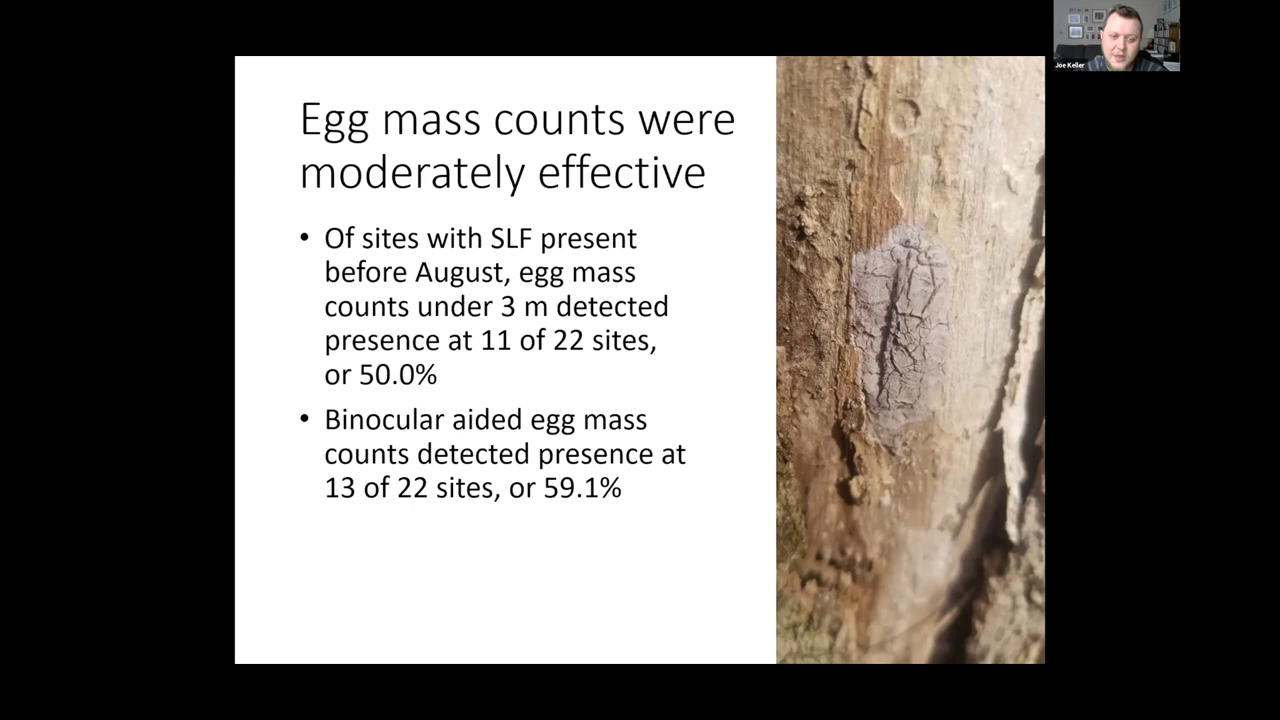 Joe Keller
Egg mass counts were
moderately effective
• Of sites with SLF present
before August, egg mass
counts under 3 m detected
presence at 11 of 22 sites,
or 50.0%
• Binocular aided egg mass
counts detected presence at
13 of 22 sites, or 59.1%